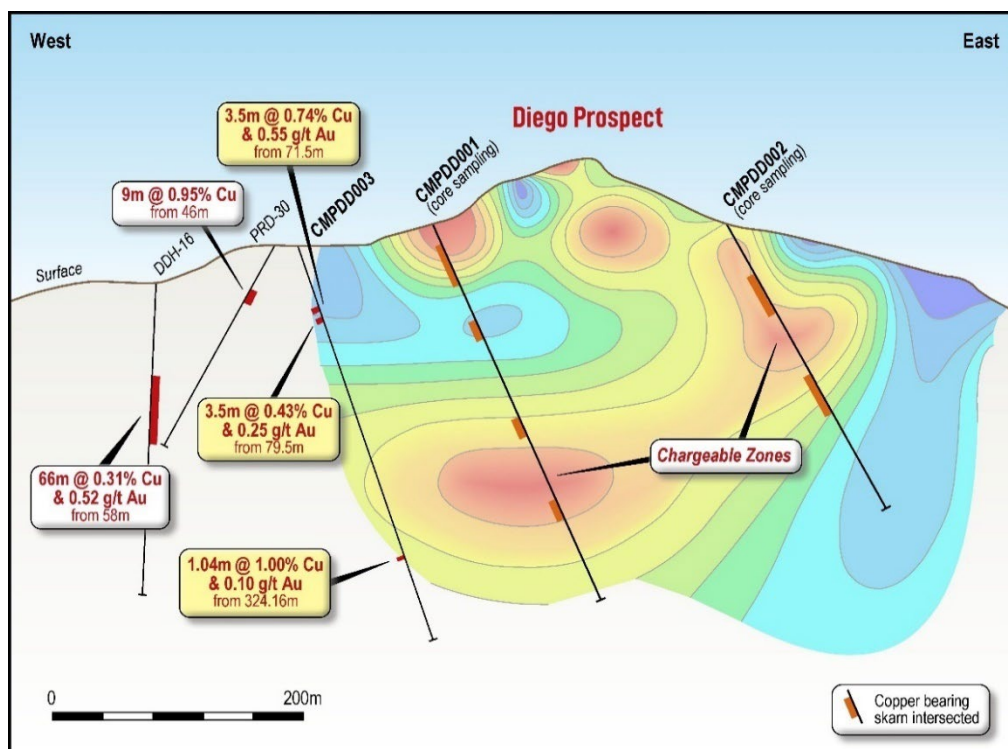 West
East
Diego Prospect
3.5m @ 0.74% Cu
& 0.55 g/t Au
from 71.5m
CMPDD001
(core sampling)
CMPDD002
(core sampling)
9m @ 0.95% Cu
from 46m
PRD-30
CMPDD003
DDH-16
Surface
3.5m @ 0.43% Cu
& 0.25 g/t Au
from 79.5m
Chargeable Zones
66m @ 0.31% Cu
& 0.52 g/t Au
from 58m
1.04m @ 1.00% Cu
& 0.10 g/t Au
from 324.16m
0
200m
Copper bearing
skarn intersected